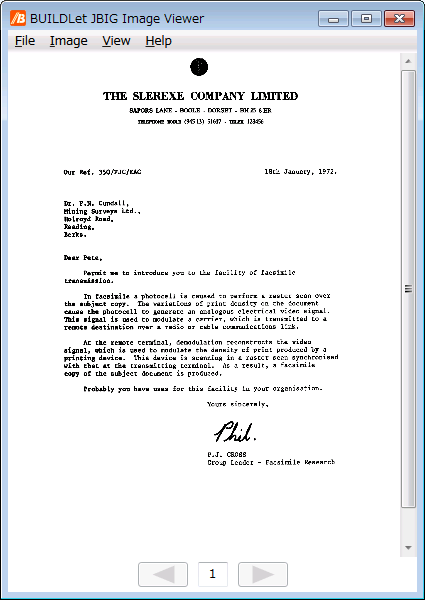 BUILDLet JBIG Image Viewer
File Image View Help
THE SLEREXE COMPANY LIMITED
SAPORS LANE - BOOLE - DORSET - BH 25 8 ER
TELEPHONE BOOLE (945 13) 51617 - TELEX 123456
Our Ref. 350/PJC/EAC 18th January, 1972.
Dr. P.N. Cundall,
Mining Surveys Ltd.,
Holroyd Road,
Reading,
Berks.
Dear Pete,
Permit me to introduce you to the facility of facsimile
transmission.
In facsimile a photocell is caused to perform a raster scan over
the subject copy. The variations of print density on the document
cause the photocell to generate an analogous electrical video signal.
This signal is used to modulate a carrier, which is transmitted to a
remote destination over a radio or cable communications link.
At the remote terminal, demodulation reconstructs the video
signal, which is used to modulate the density of print produced by a
printing device. This device is scanning in a raster scan synchronised
with that at the transmitting terminal. As a result, a facsimile
copy of the subject document is produced.
Probably you have uses for this facility in your organisation.
Yours sincerely,
Phil.
P.J. CROSS
Group Leader - Facsimile Research
1